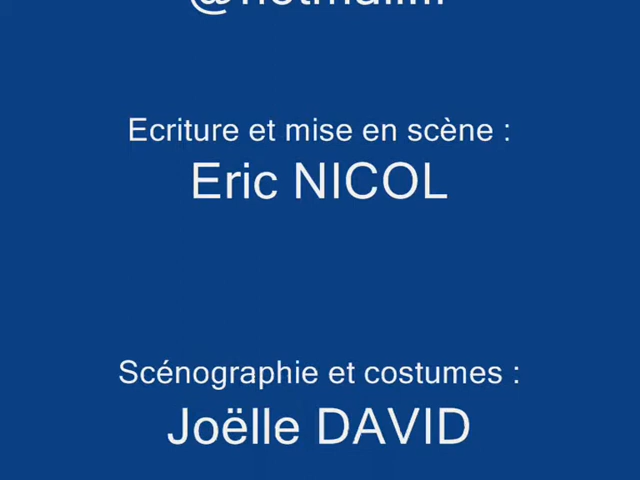 Ecriture et mise en scène :
Eric NICOL
Scénographie et costumes :
Joëlle DAVID